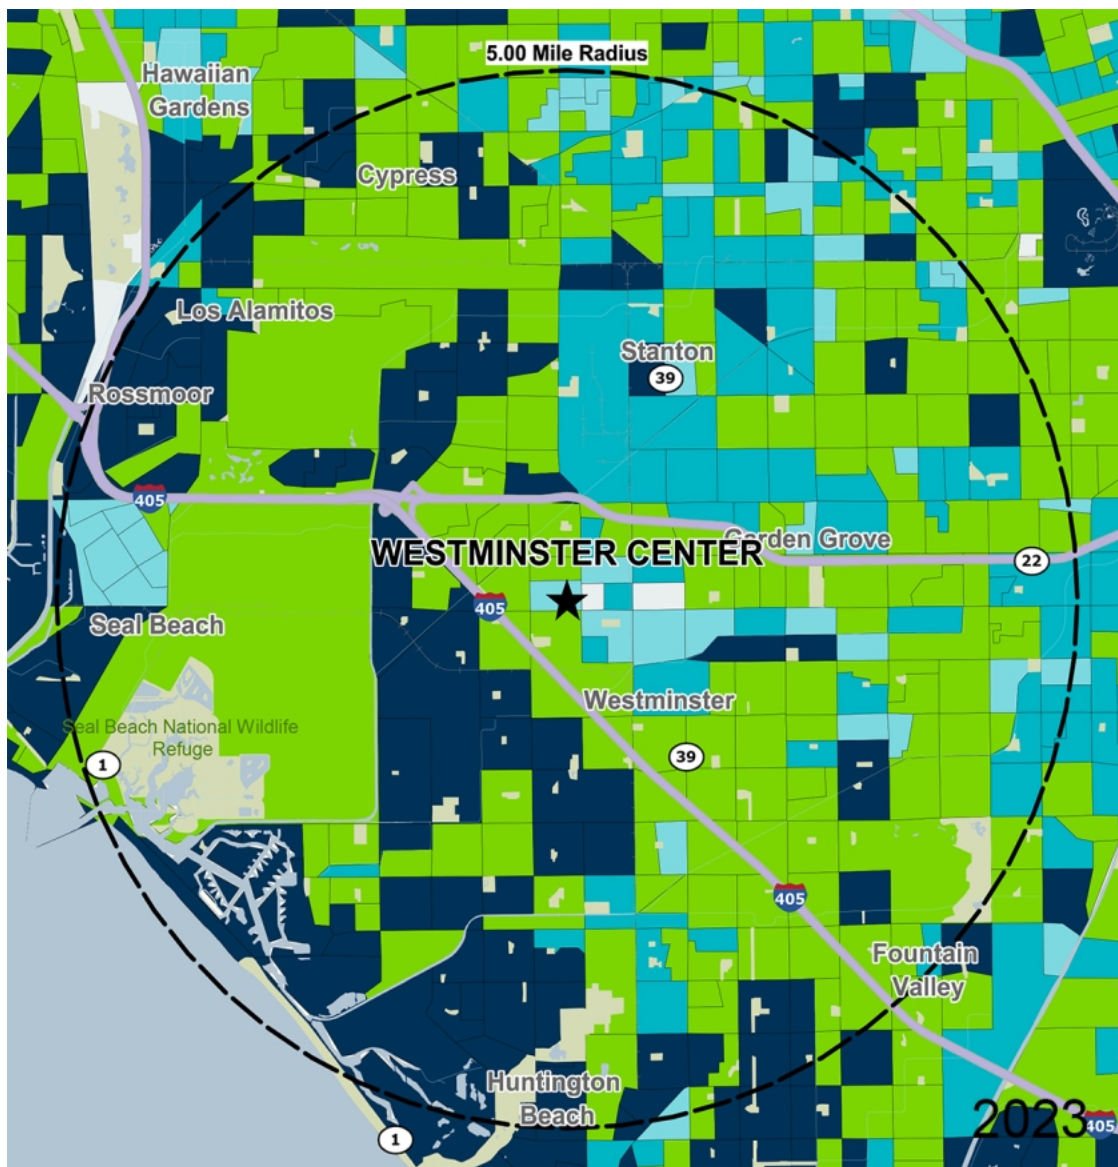 5.00 Mile Radius
Hawaiian
Gardens
Cypress
Los Alamitos
Stanton
39
Rossmoor
405
Garden Grove
WESTMINSTER CENTER
22
405
Seal Beach
Westminster
Seal Beach National Wildlife
Refuge
39
1
405
Fountain
Valley
Huntington
Beach
2023
405
1